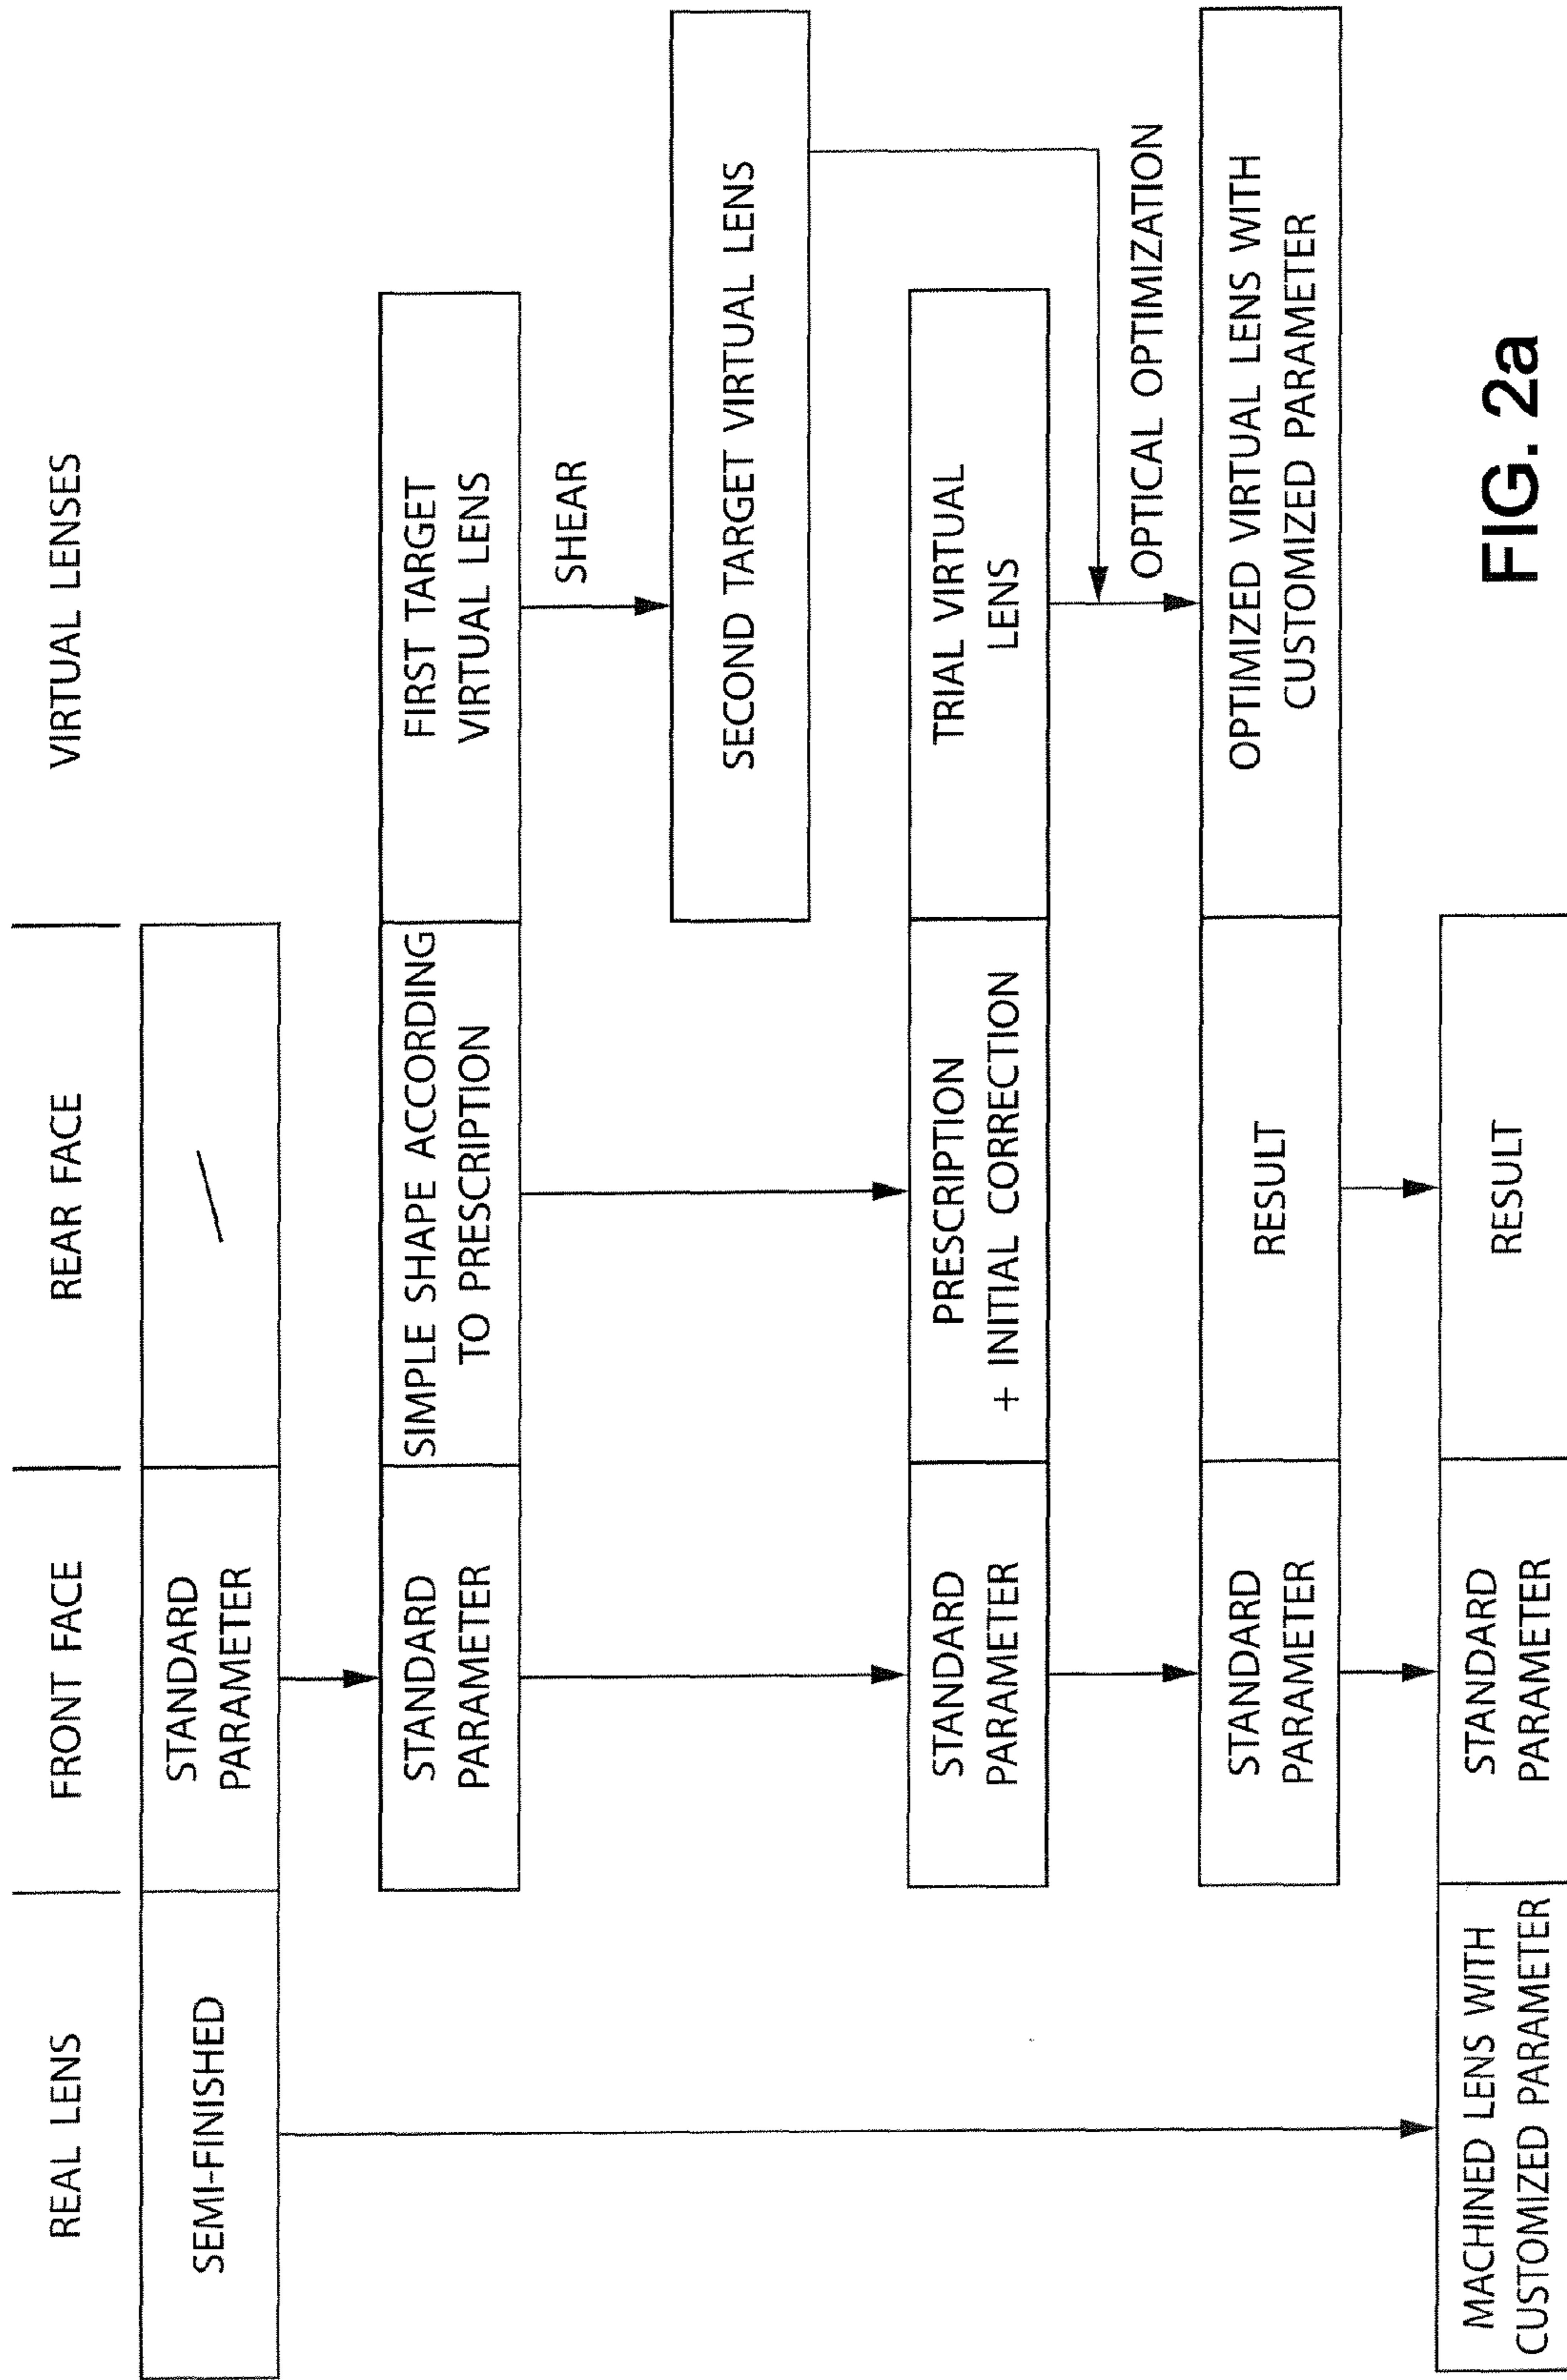 REAL LENS
FRONT FACE
REAR FACE
VIRTUAL LENSES
SEMI-FINISHED
STANDARD
PARAMETER
STANDARD
PARAMETER
SIMPLE SHAPE ACCORDING
TO PRESCRIPTION
FIRST TARGET
VIRTUAL LENS
SHEAR
SECOND TARGET VIRTUAL LENS
STANDARD
PARAMETER
PRESCRIPTION
+ INITIAL CORRECTION
TRIAL VIRTUAL
LENS
OPTICAL OPTIMIZATION
STANDARD
PARAMETER
RESULT
OPTIMIZED VIRTUAL LENS WITH
CUSTOMIZED PARAMETER
MACHINED LENS WITH
CUSTOMIZED PARAMETER
STANDARD
PARAMETER
RESULT
FIG. 2a